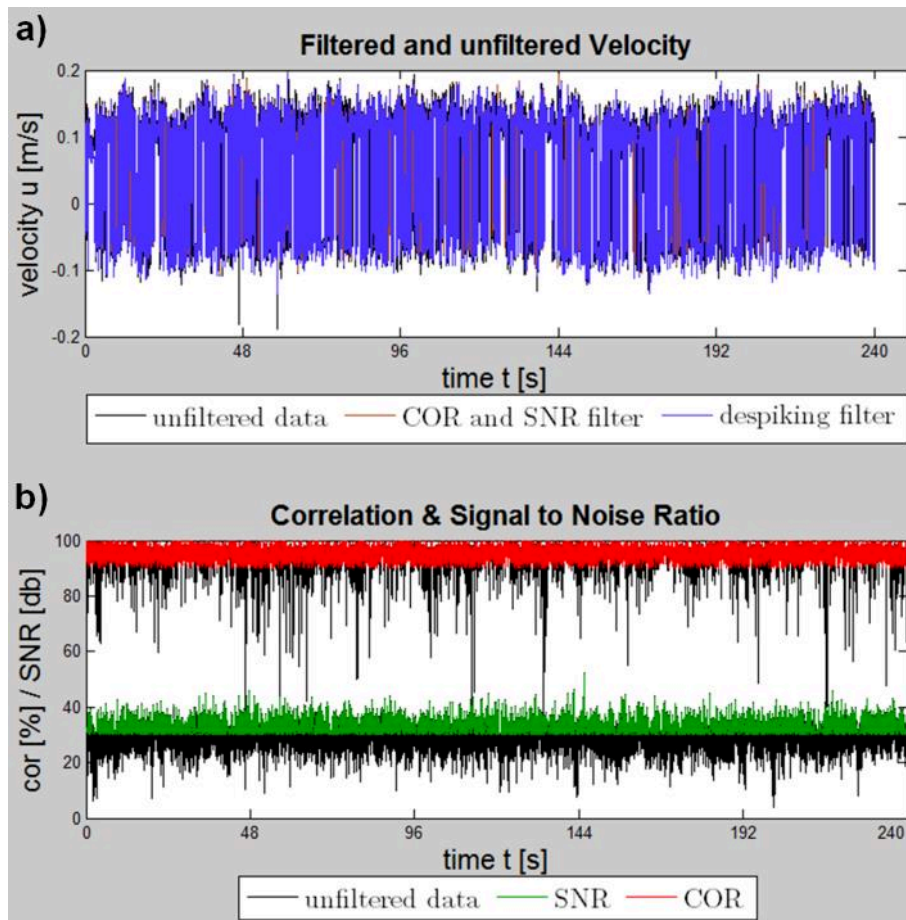 a)
Filtered and unfiltered Velocity
velocity u [m/s]
0.2
0.1
0
-0.1
-0.2
0 48 96 144 192 240
time t [s]
unfiltered data COR and SNR filter despiking filter
b)
Correlation & Signal to Noise Ratio
cor [%] / SNR [db]
100
80
60
40
20
0
0 48 96 144 192 240
time t [s]
unfiltered data SNR COR